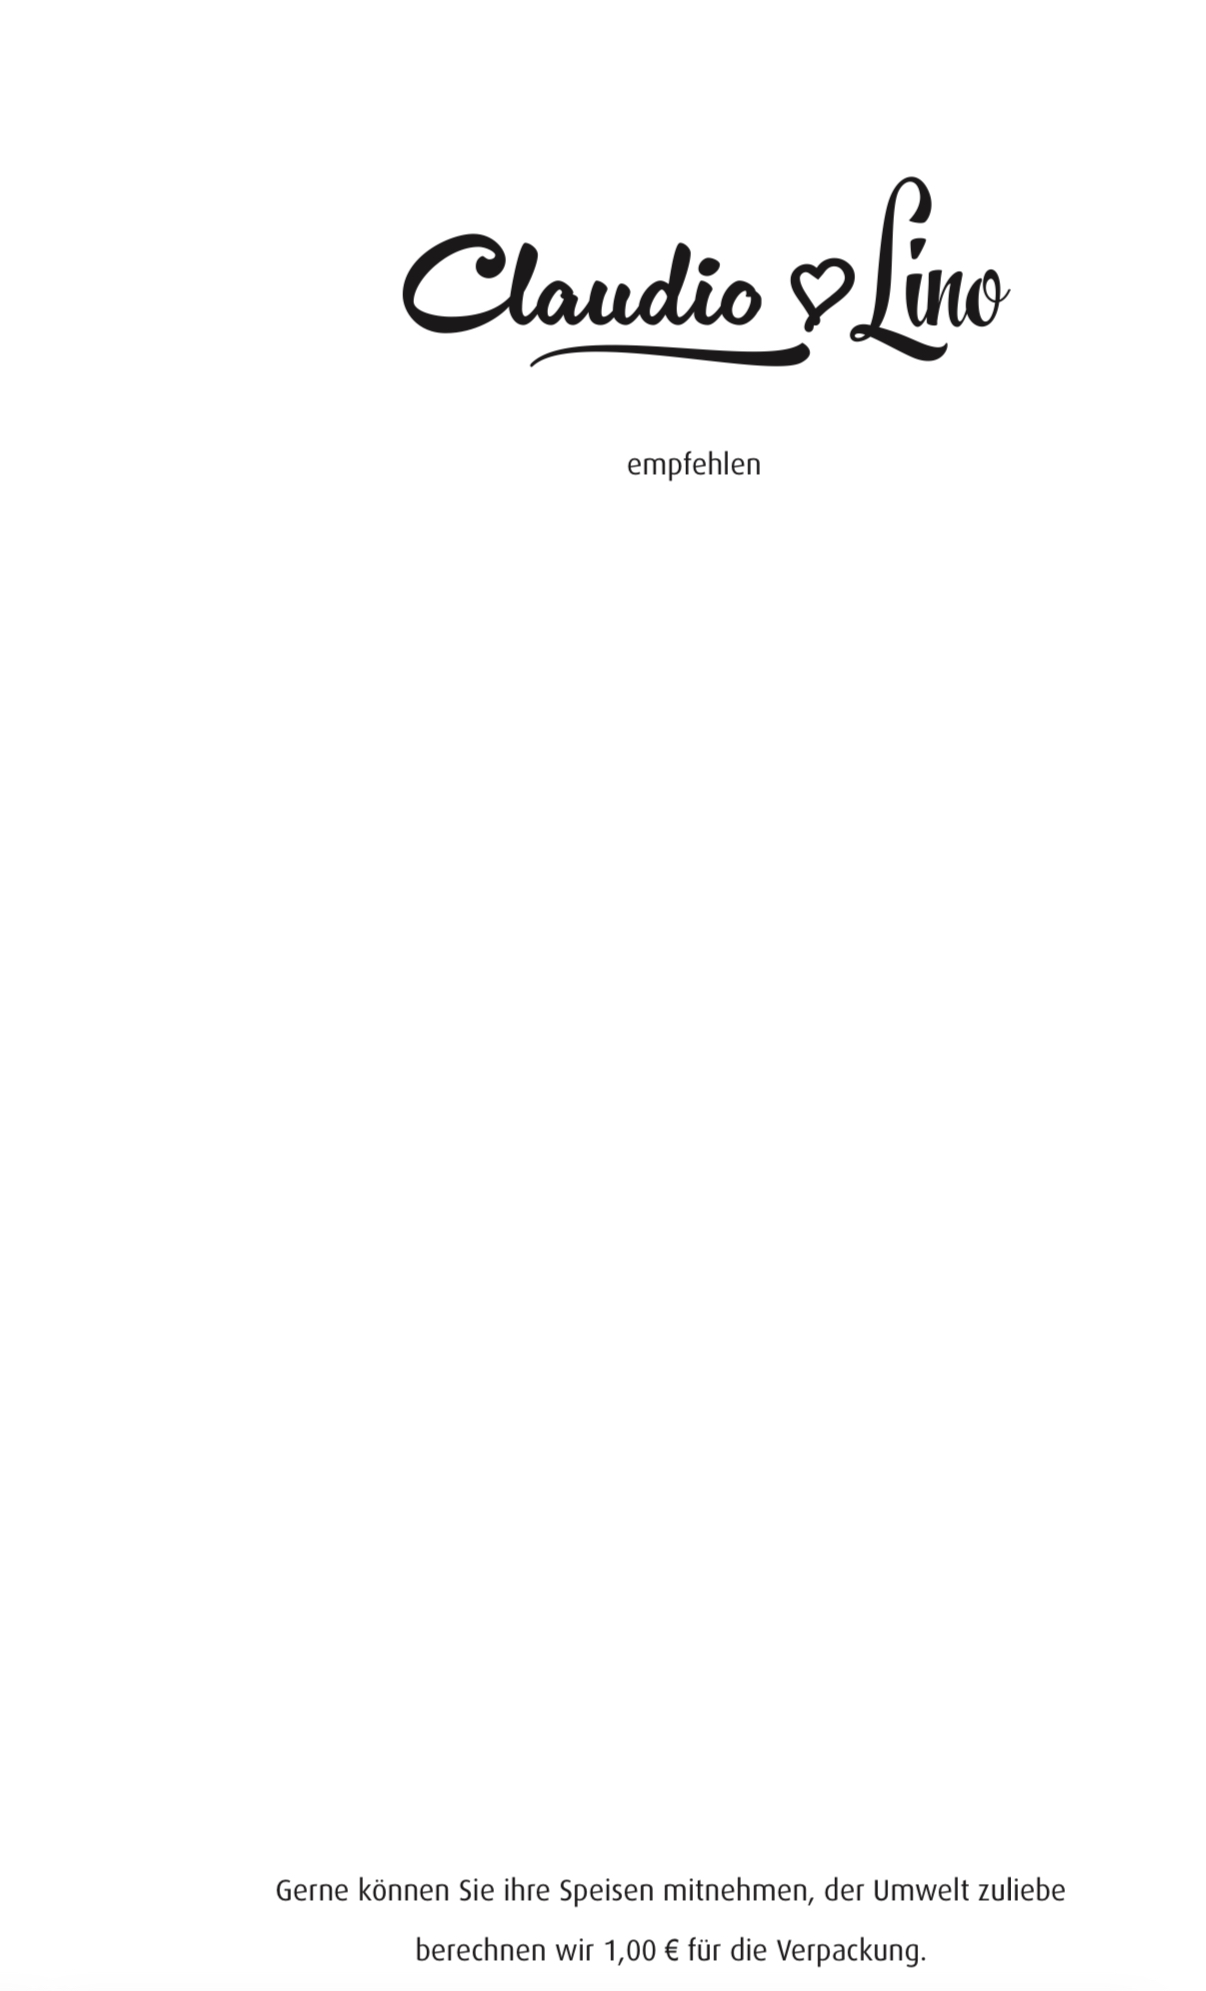 Claudio ♡ Lino
empfehlen
Gerne können Sie ihre Speisen mitnehmen, der Umwelt zuliebe
berechnen wir 1,00 € für die Verpackung.